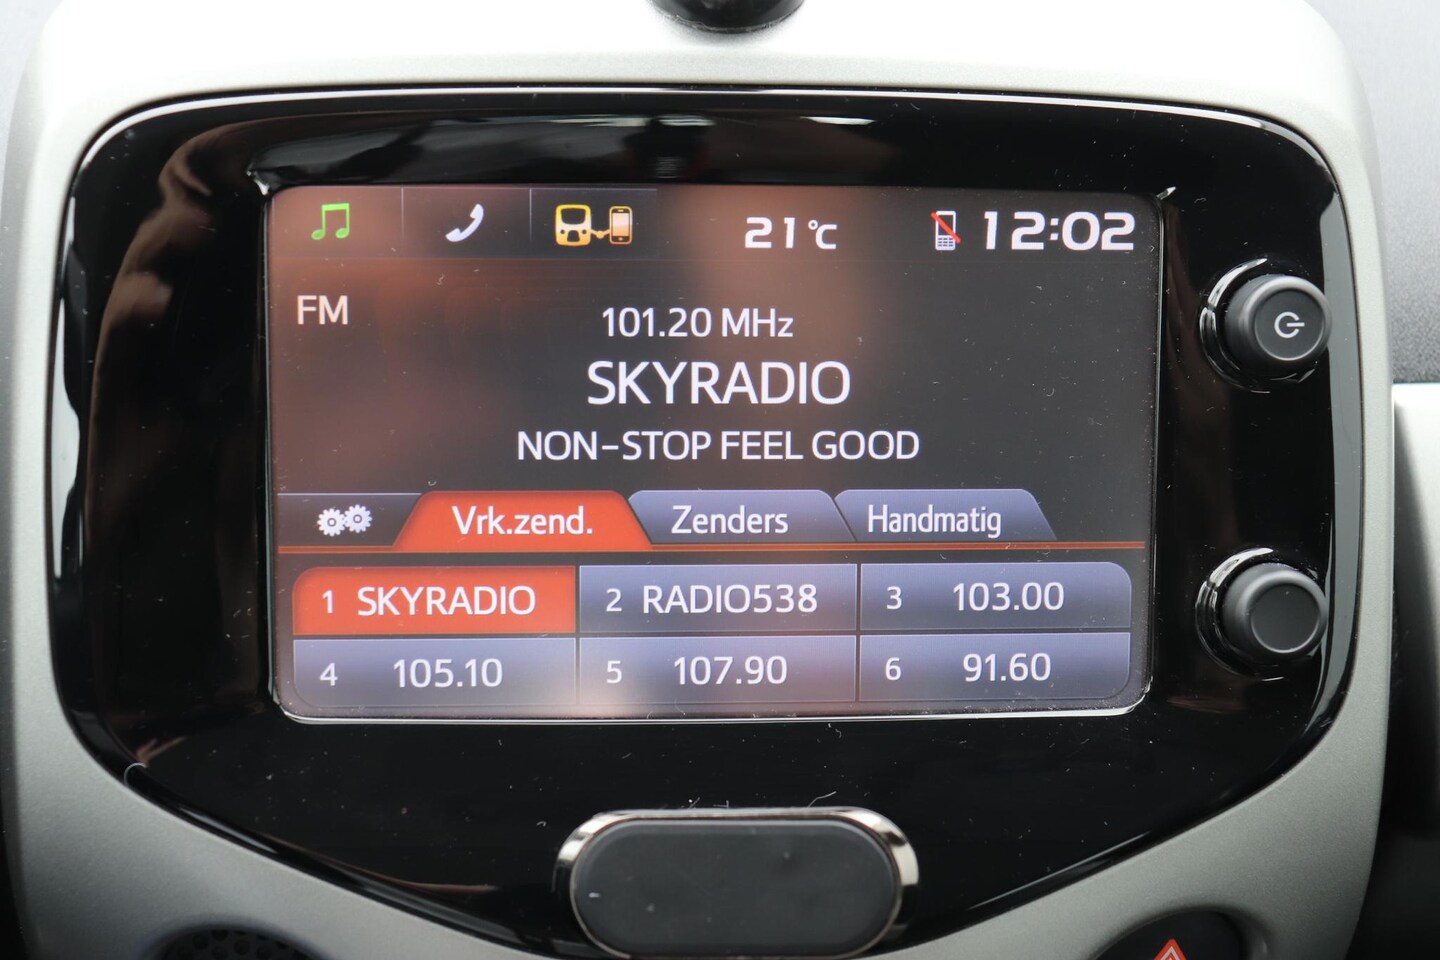 21°C 12:02
FM
101.20 MHz
SKYRADIO
NON-STOP FEEL GOOD
Vrk.zend. Zenders Handmatig
1 SKYRADIO 2 RADIO538 3 103.00
4 105.10 5 107.90 6 91.60